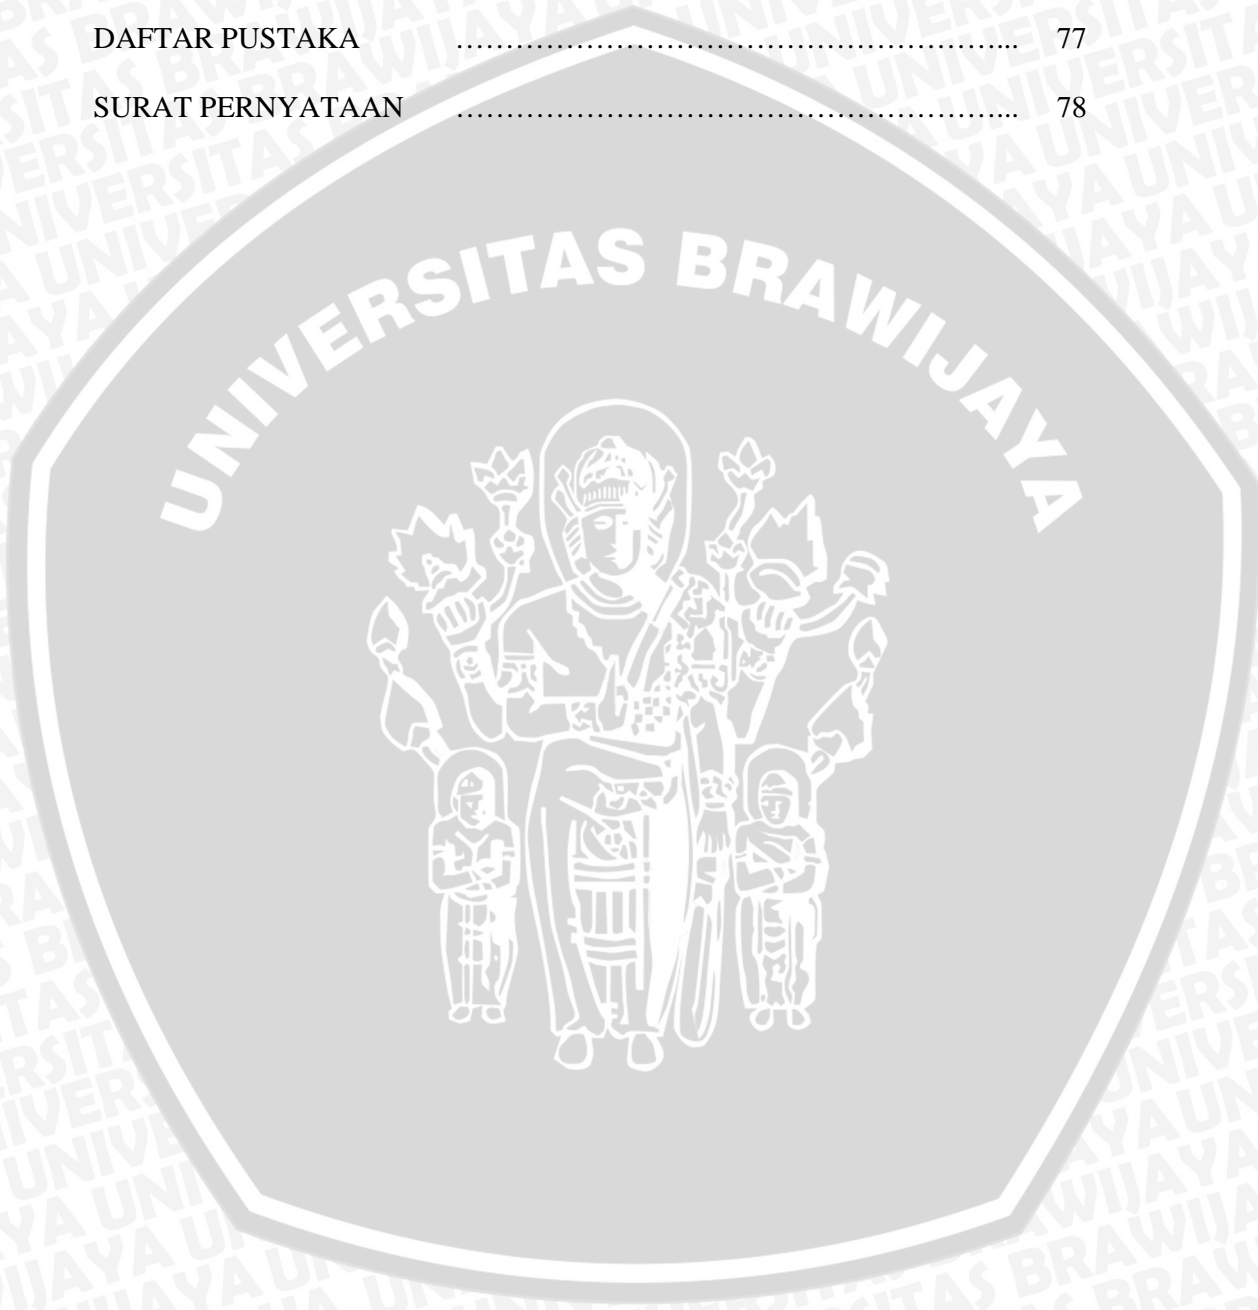 DAFTAR PUSTAKA ………………………………………………... 77
SURAT PERNYATAAN ………………………………………………... 78
UNIVERSITAS BRAWIJAYA